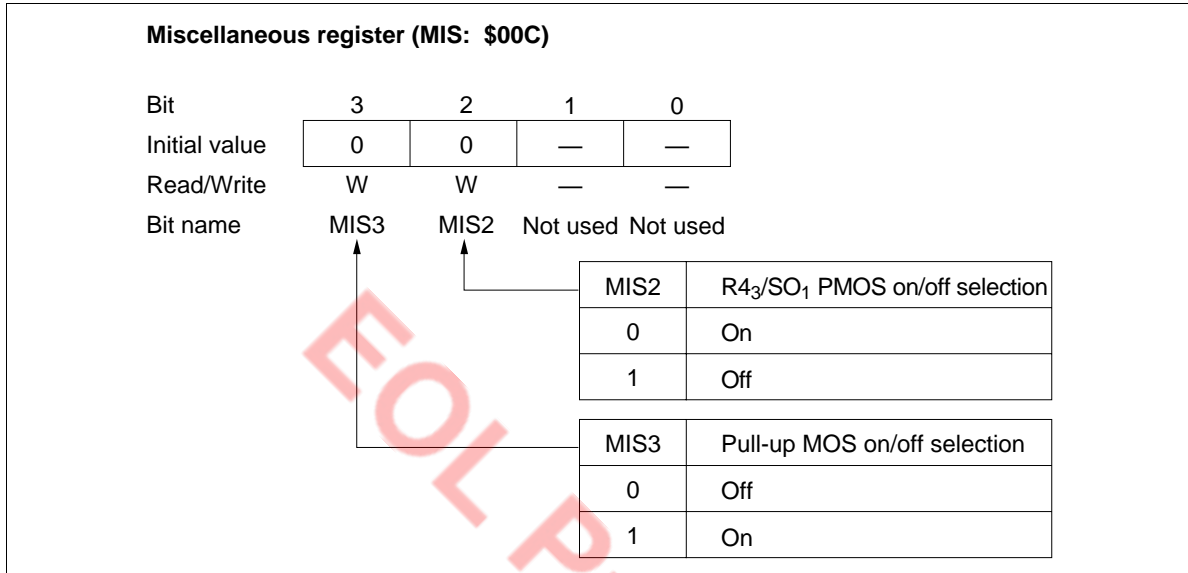 Miscellaneous register (MIS: $00C)
Bit 3 2 1 0
Initial value 0 0 — —
Read/Write W W — —
Bit name MIS3 MIS2 Not used Not used
MIS2 R4₃/SO₁ PMOS on/off selection
0 On
1 Off
MIS3 Pull-up MOS on/off selection
0 Off
1 On
EOL P